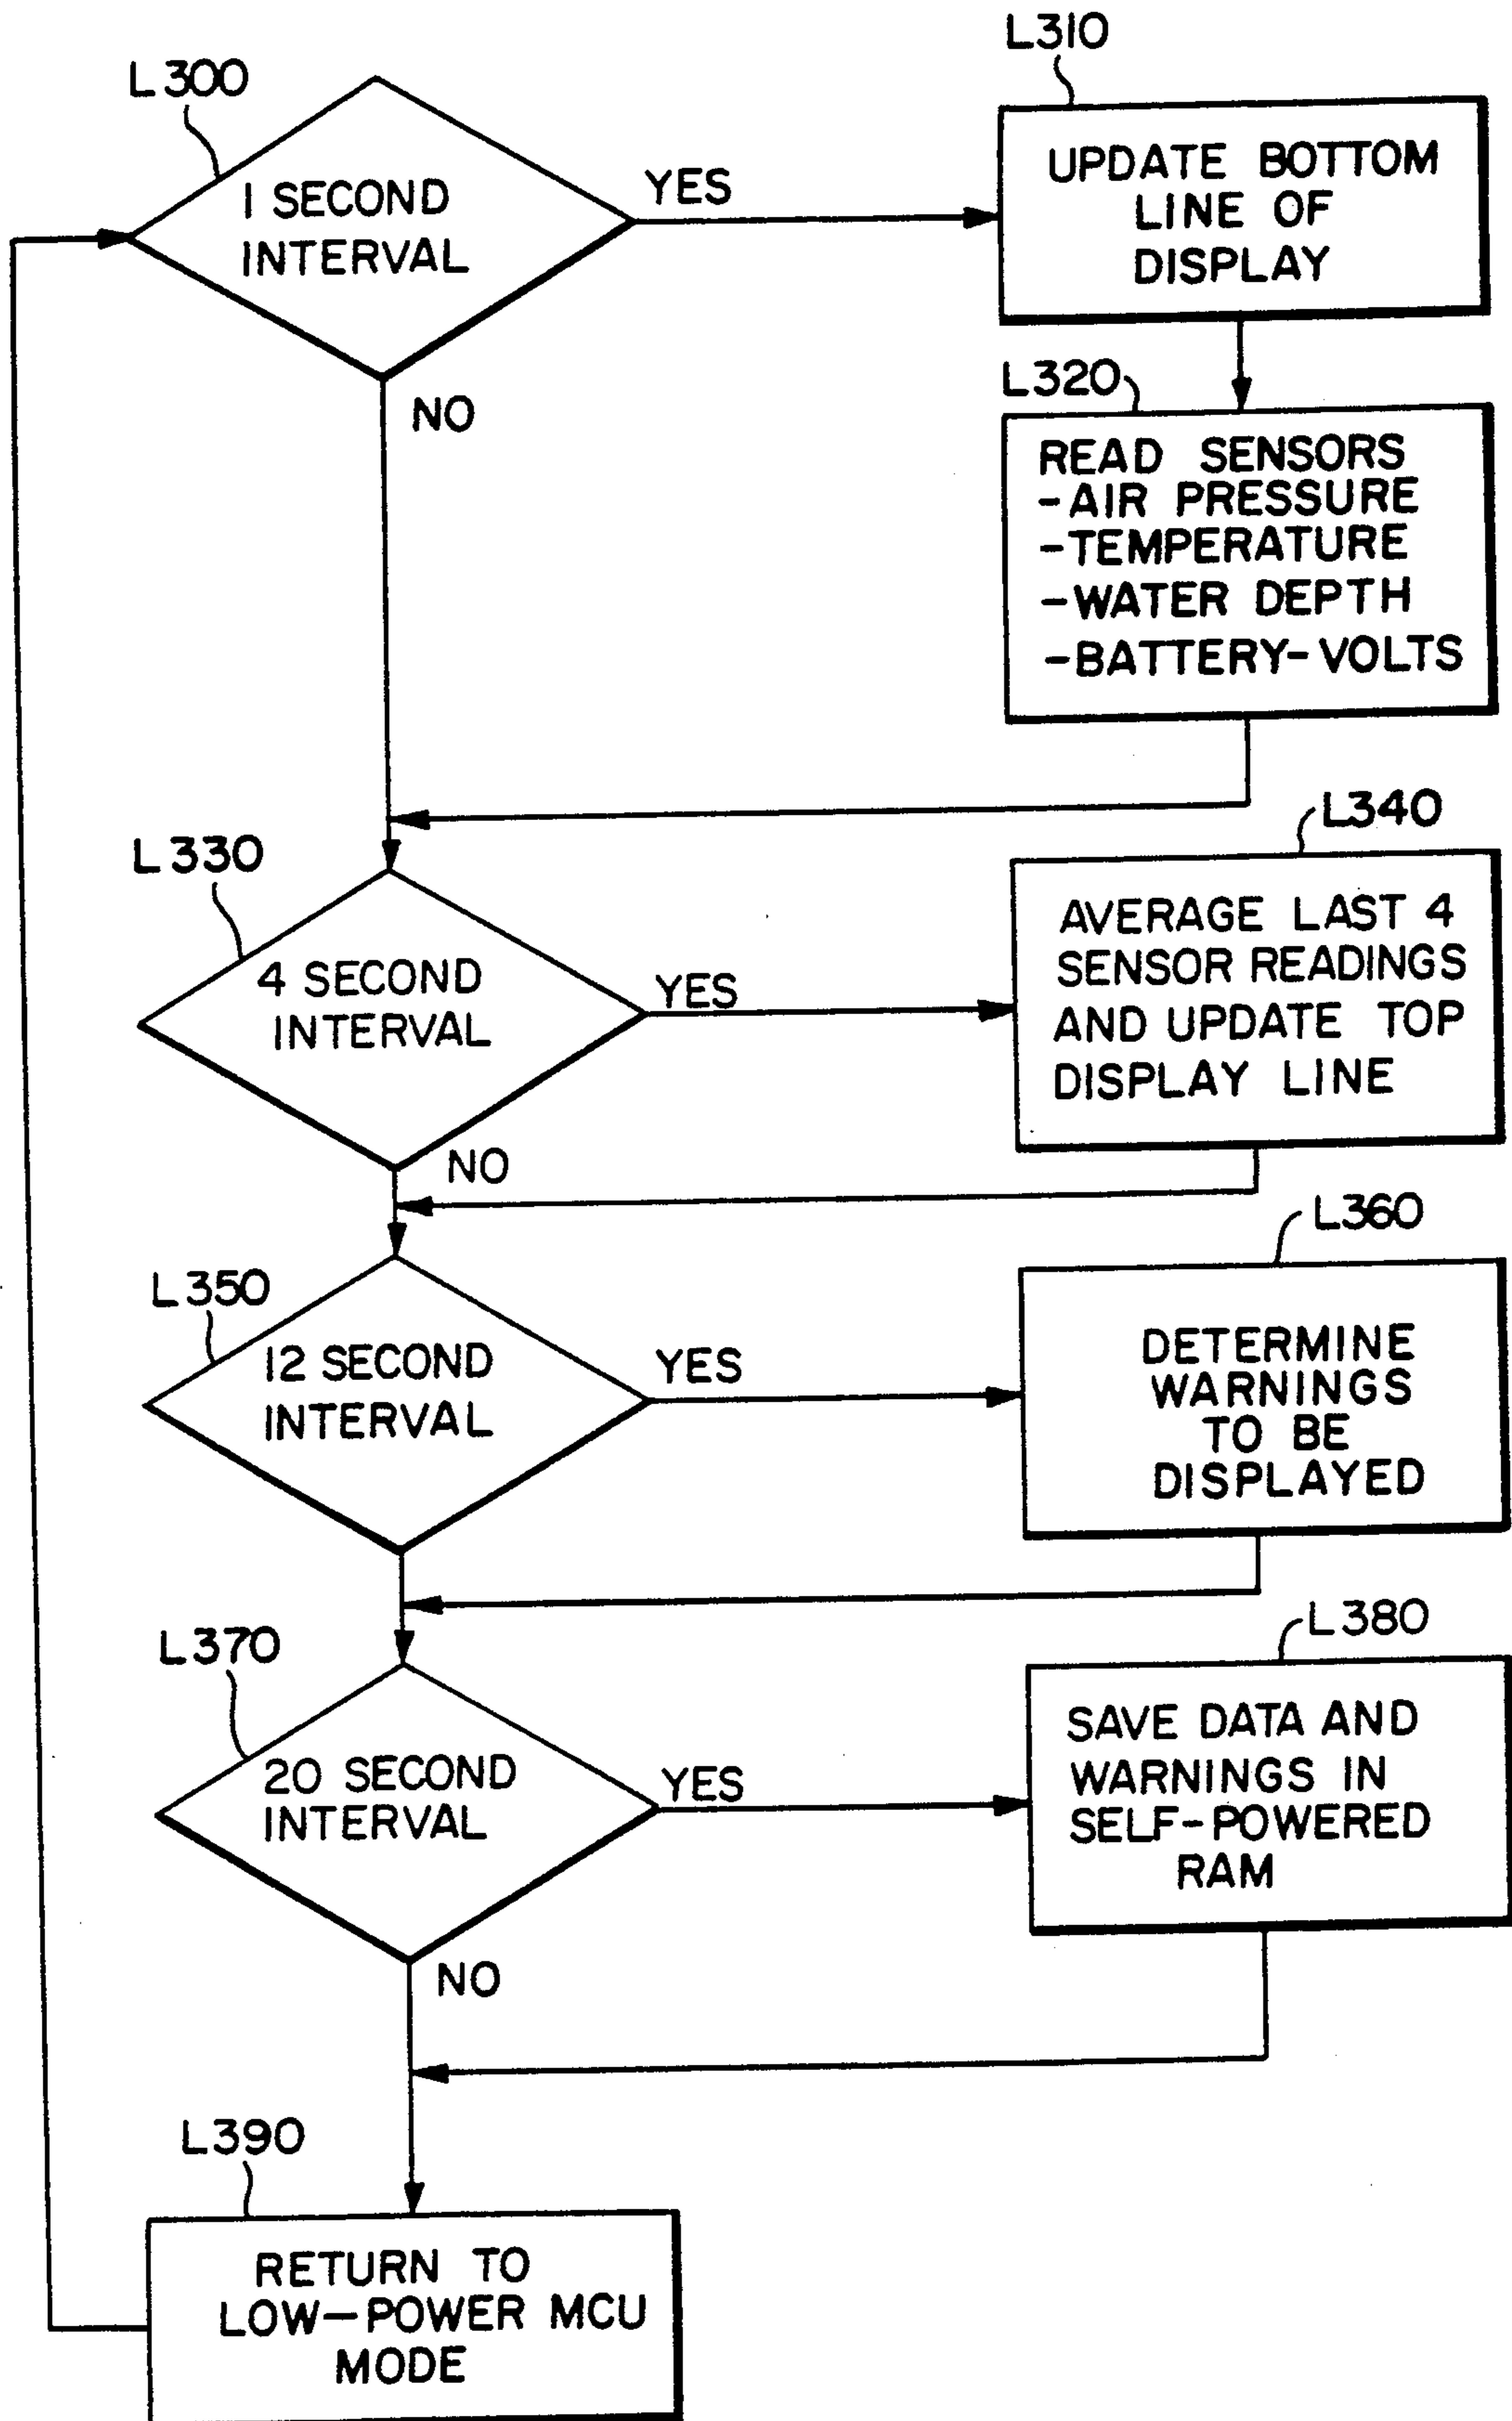 L300
1 SECOND
INTERVAL
YES
NO
L310
UPDATE BOTTOM
LINE OF
DISPLAY
L320
READ SENSORS
-AIR PRESSURE
-TEMPERATURE
-WATER DEPTH
-BATTERY-VOLTS
L330
4 SECOND
INTERVAL
YES
NO
L340
AVERAGE LAST 4
SENSOR READINGS
AND UPDATE TOP
DISPLAY LINE
L350
12 SECOND
INTERVAL
YES
L360
DETERMINE
WARNINGS
TO BE
DISPLAYED
L370
20 SECOND
INTERVAL
YES
NO
L380
SAVE DATA AND
WARNINGS IN
SELF-POWERED
RAM
L390
RETURN TO
LOW-POWER MCU
MODE